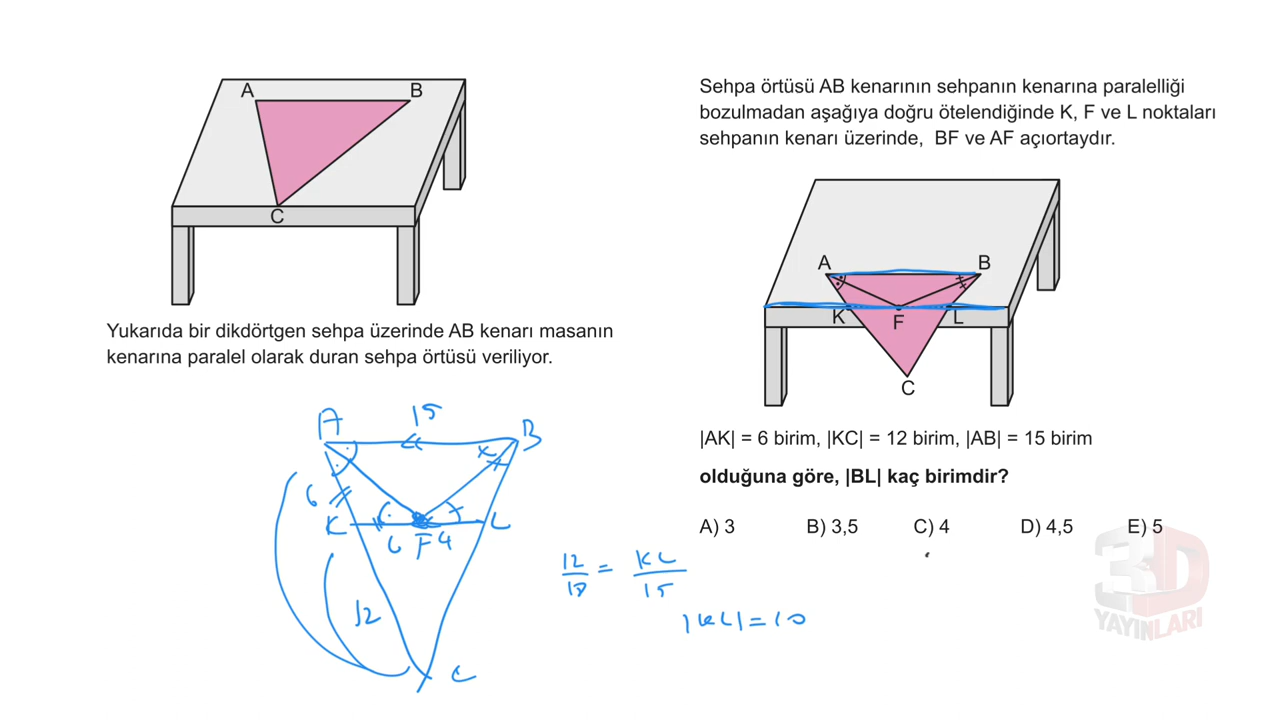 A B
C
Yukarıda bir dikdörtgen sehpa üzerinde AB kenarı masanın
kenarına paralel olarak duran sehpa örtüsü veriliyor.
Sehpa örtüsü AB kenarının sehpanın kenarına paralelliği
bozulmadan aşağıya doğru ötelendiğinde K, F ve L noktaları
sehpanın kenarı üzerinde, BF ve AF açıortaydır.
A B
K F L
C
|AK| = 6 birim, |KC| = 12 birim, |AB| = 15 birim
olduğuna göre, |BL| kaç birimdir?
A) 3 B) 3,5 C) 4 D) 4,5 E) 5
15
A B
x
6
K L
6 F 4
12
C
12/18 = KL/15
|KL| = 10
3D
YAYINLARI